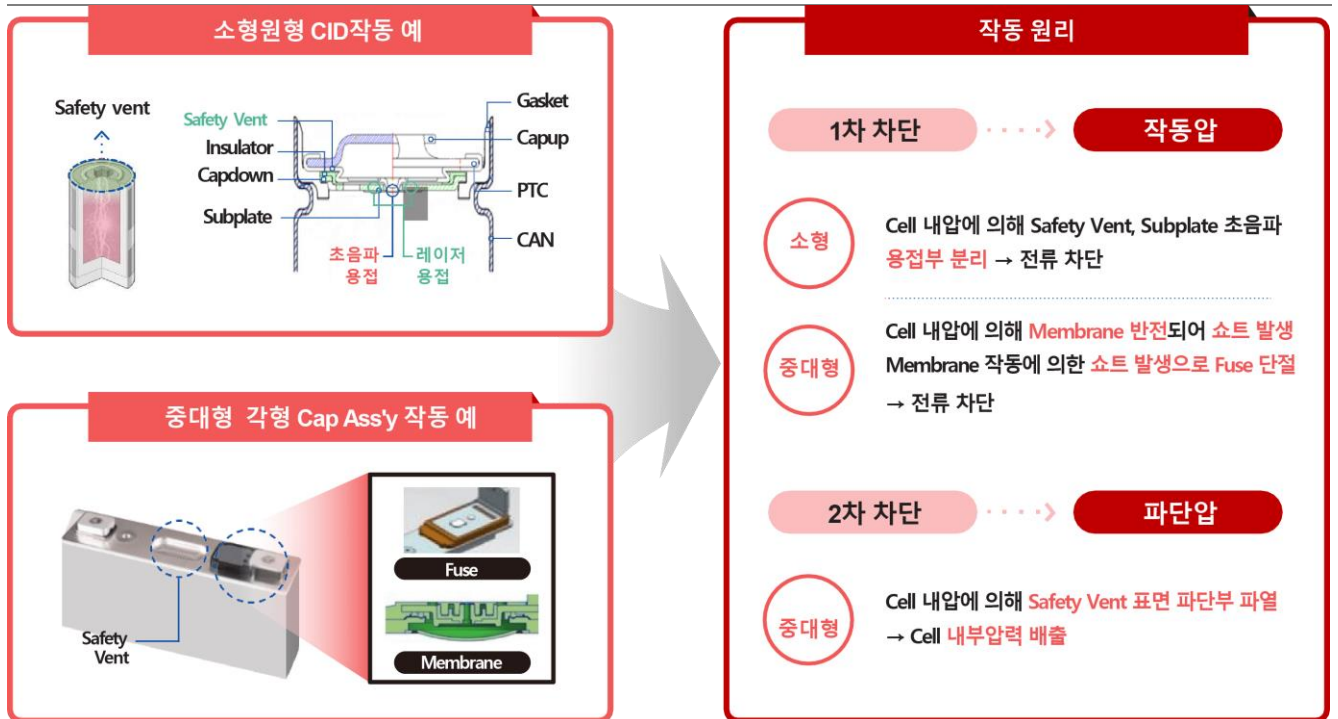 소형원형 CID작동 예
Safety vent
Safety Vent
Insulator
Capdown
Subplate
초음파
용접
레이저
용접
Gasket
Capup
PTC
CAN
중대형 각형 Cap Ass'y 작동 예
Safety
Vent
Fuse
Membrane
작동 원리
1차 차단
작동압
소형
Cell 내압에 의해 Safety Vent, Subplate 초음파
용접부 분리 → 전류 차단
중대형
Cell 내압에 의해 Membrane 반전되어 쇼트 발생
Membrane 작동에 의한 쇼트 발생으로 Fuse 단절
→ 전류 차단
2차 차단
파단압
중대형
Cell 내압에 의해 Safety Vent 표면 파단부 파열
→ Cell 내부압력 배출